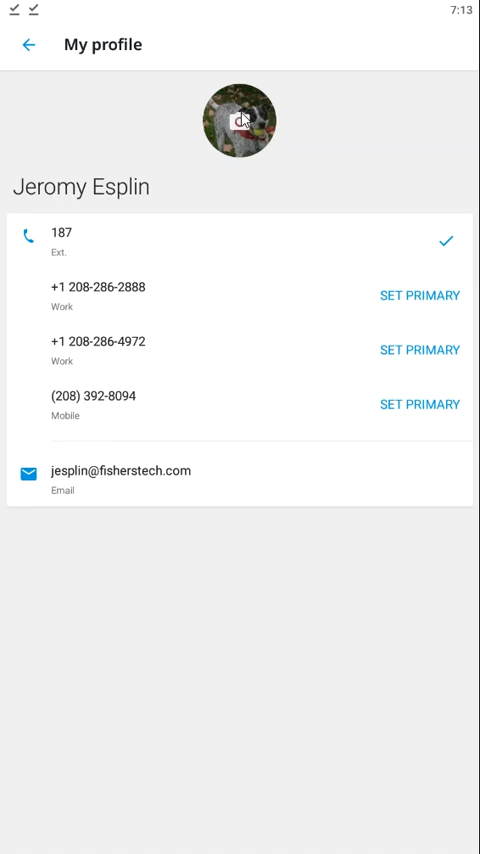 7:13
My profile
Jeromy Esplin
187
Ext.
+1 208-286-2888
Work
SET PRIMARY
+1 208-286-4972
Work
SET PRIMARY
(208) 392-8094
Mobile
SET PRIMARY
jesplin@fisherstech.com
Email